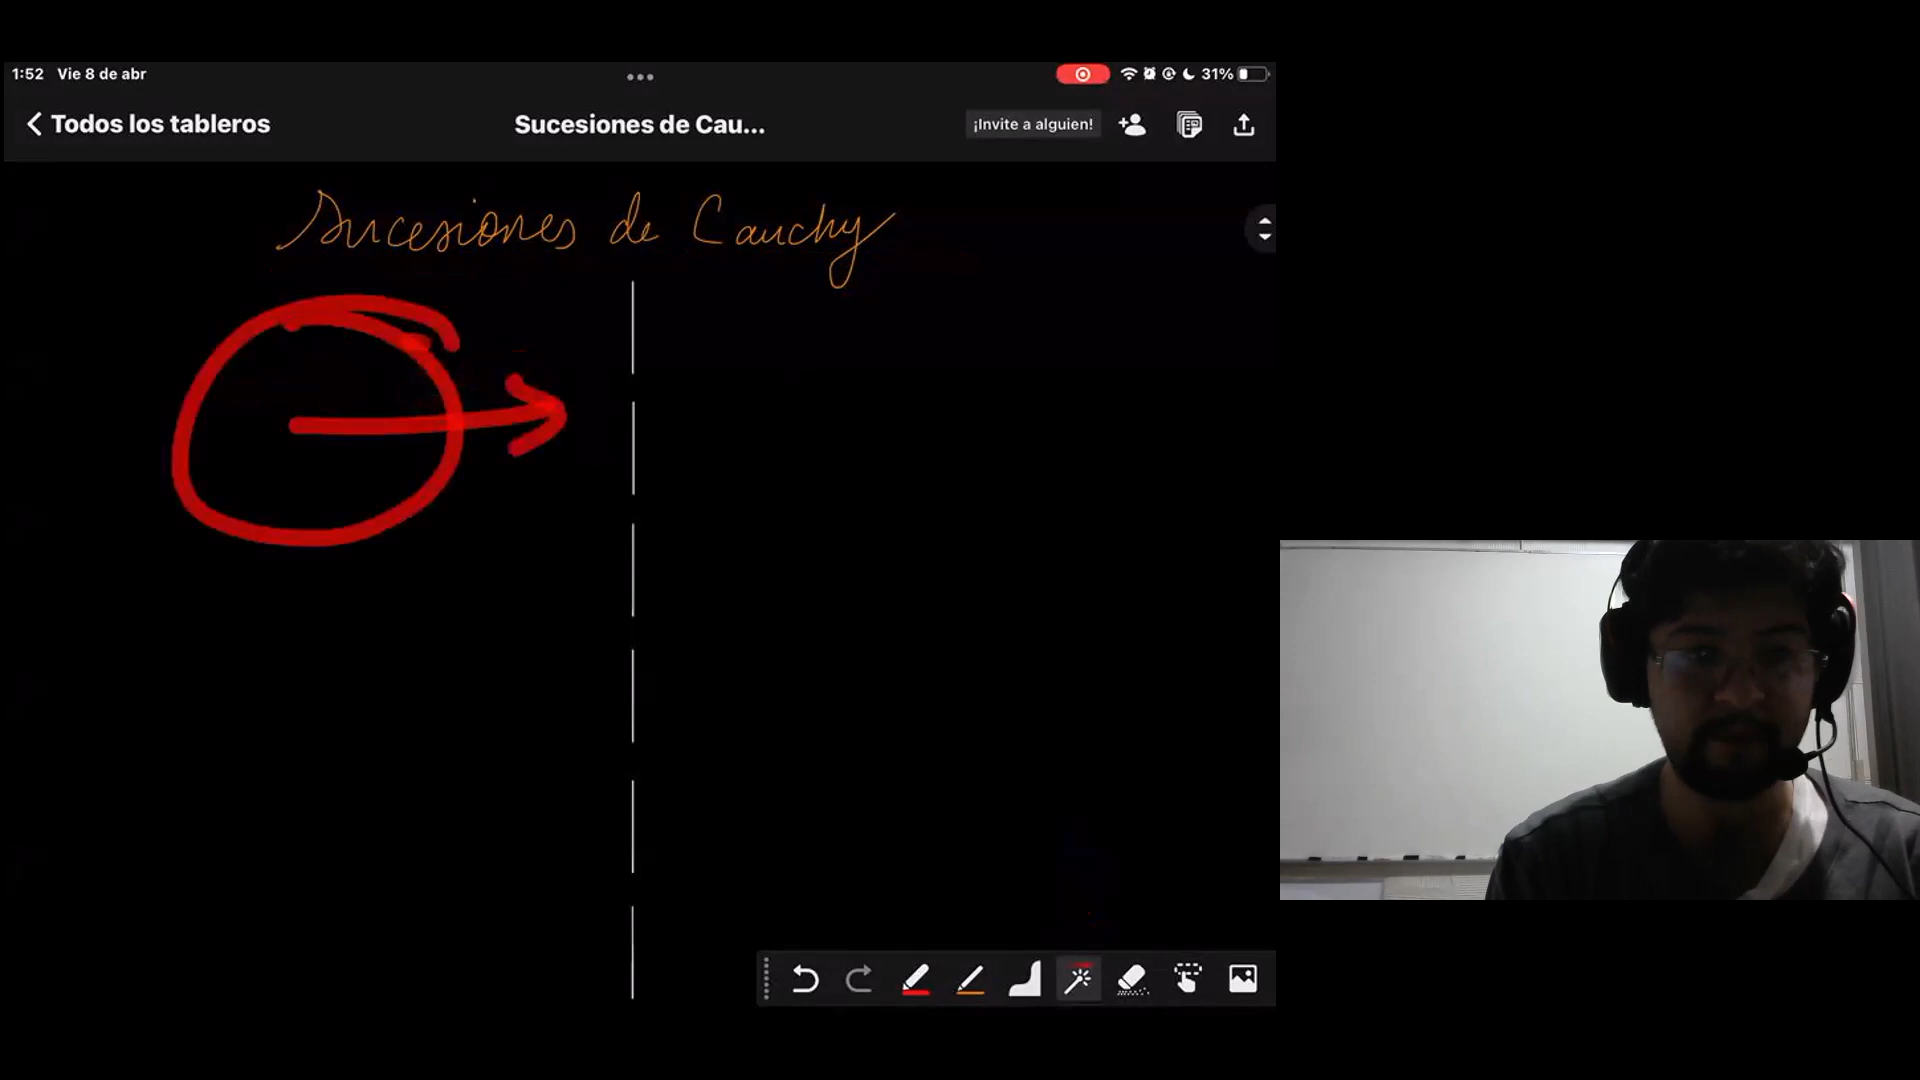 1:52 Vie 8 de abr 31%
Todos los tableros Sucesiones de Cau... ¡Invite a alguien!
Sucesiones de Cauchy